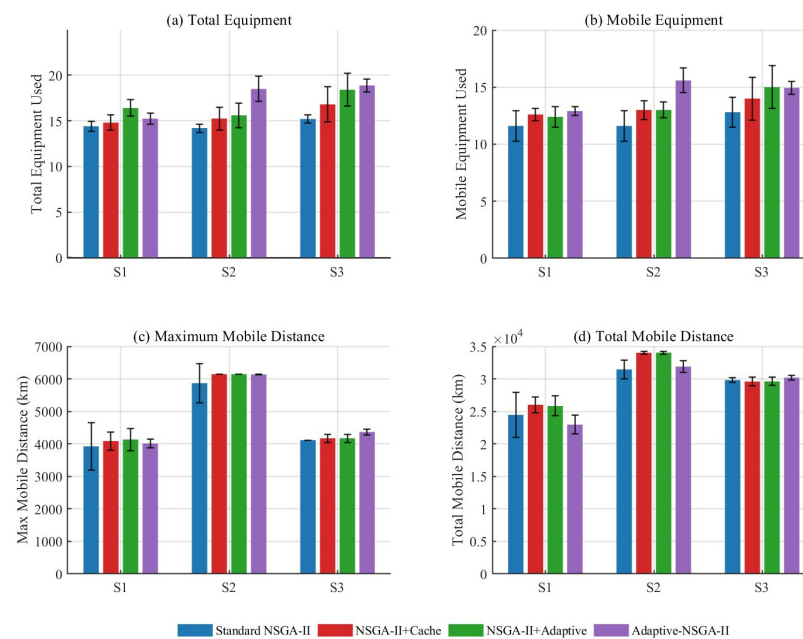 (a) Total Equipment
Total Equipment Used
20
15
10
5
0
S1 S2 S3
(b) Mobile Equipment
Mobile Equipment Used
20
15
10
5
0
S1 S2 S3
(c) Maximum Mobile Distance
Max Mobile Distance (km)
7000
6000
5000
4000
3000
2000
1000
0
S1 S2 S3
(d) Total Mobile Distance
×10⁴
Total Mobile Distance (km)
3.5
3
2.5
2
1.5
1
0.5
0
S1 S2 S3
Standard NSGA-II NSGA-II+Cache NSGA-II+Adaptive Adaptive-NSGA-II